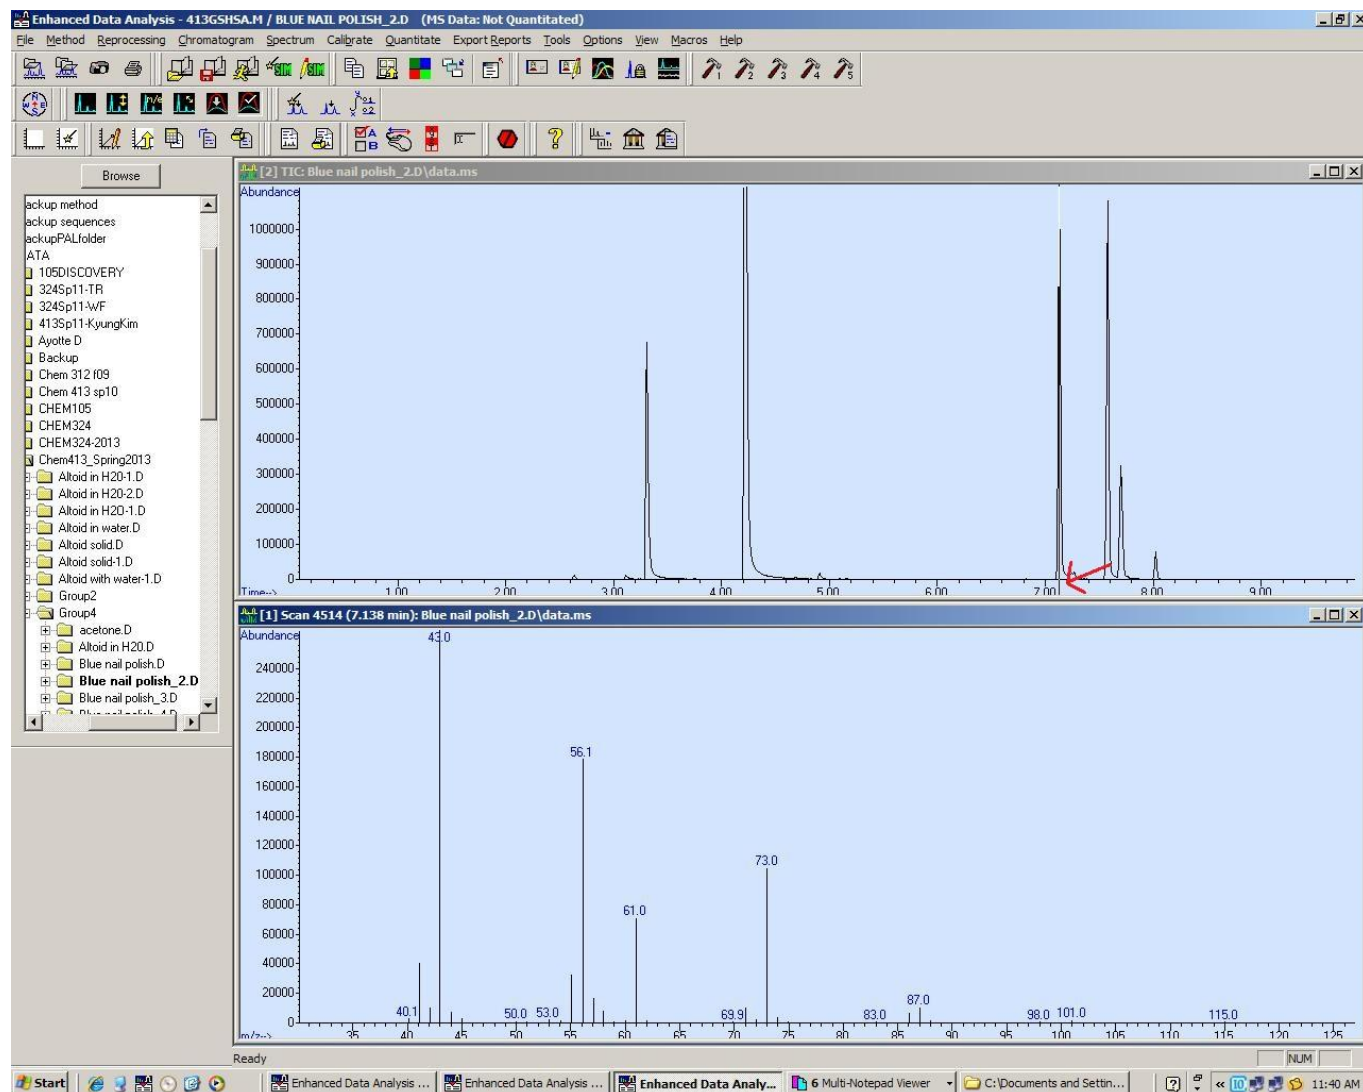 Enhanced Data Analysis - 413GSHSA.M / BLUE NAIL POLISH_2.D (MS Data: Not Quantitated)
File Method Reprocessing Chromatogram Spectrum Calibrate Quantitate Export Reports Tools Options View Macros Help
Browse
ackup method
ackup sequences
ackupPALfolder
ATA
105DISCOVERY
324Sp11-TR
324Sp11-WF
413Sp11-KyungKim
Ayotte D
Backup
Chem 312 f09
Chem 413 sp10
CHEM105
CHEM324
CHEM324-2013
Chem413_Spring2013
Altoid in H20-1.D
Altoid in H20-2.D
Altoid in H2O-1.D
Altoid in water.D
Altoid solid.D
Altoid solid-1.D
Altoid with water-1.D
Group2
Group4
acetone.D
Altoid in H20.D
Blue nail polish.D
Blue nail polish_2.D
Blue nail polish_3.D
[2] TIC: Blue nail polish_2.D\data.ms
Abundance
1000000
900000
800000
700000
600000
500000
400000
300000
200000
100000
0
Time-->
1.00 2.00 3.00 4.00 5.00 6.00 7.00 8.00 9.00
[1] Scan 4514 (7.138 min): Blue nail polish_2.D\data.ms
Abundance
43.0
240000
220000
200000
180000
56.1
160000
140000
120000
73.0
100000
80000
61.0
60000
40000
20000
40.1 50.0 53.0 69.9 83.0 87.0 98.0 101.0 115.0
0
m/z-->
35 40 45 50 55 60 65 70 75 80 85 90 95 100 105 110 115 120 125
Ready
NUM
Start Enhanced Data Analysis ... Enhanced Data Analysis ... Enhanced Data Analy... 6 Multi-Notepad Viewer C:\Documents and Settin... 11:40 AM